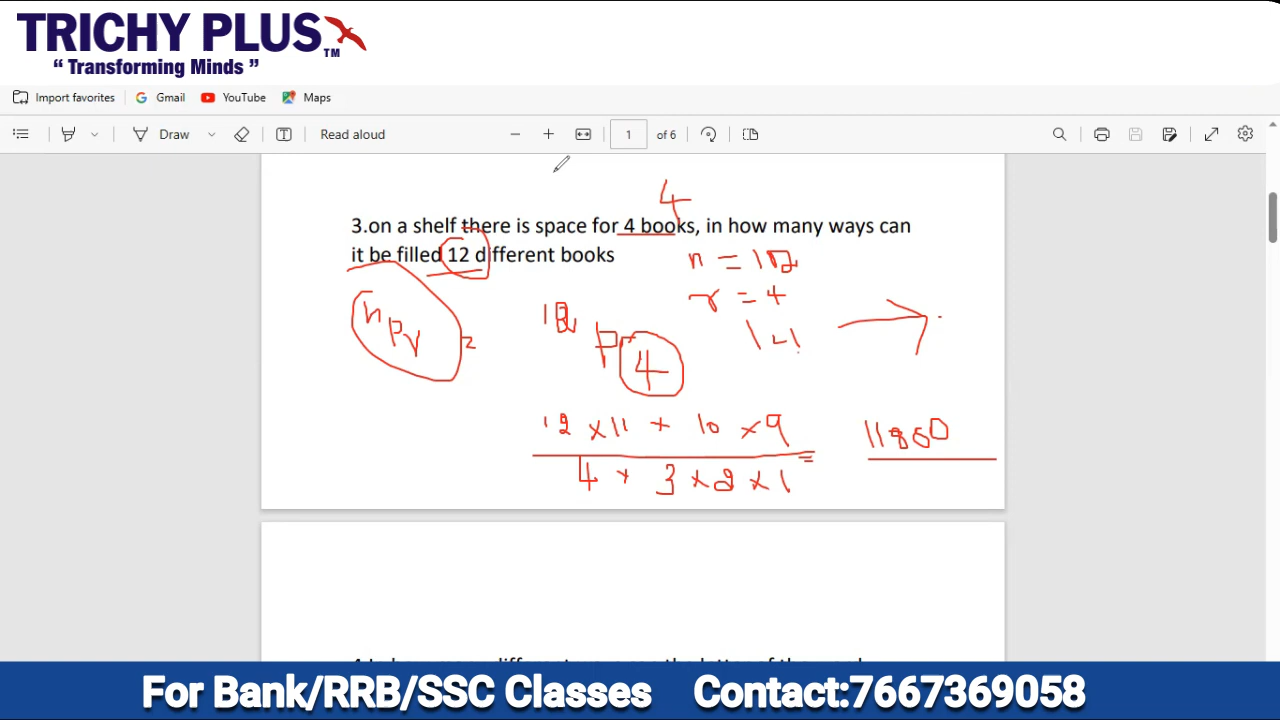 TRICHY PLUS TM
“ Transforming Minds ”
Import favorites Gmail YouTube Maps
Draw Read aloud 1 of 6
4
3.on a shelf there is space for 4 books, in how many ways can
it be filled 12 different books
n = 12
r = 4
nPr =
12 P 4
12 x 11 x 10 x 9 =
4 x 3 x 2 x 1
11880
For Bank/RRB/SSC Classes Contact:7667369058